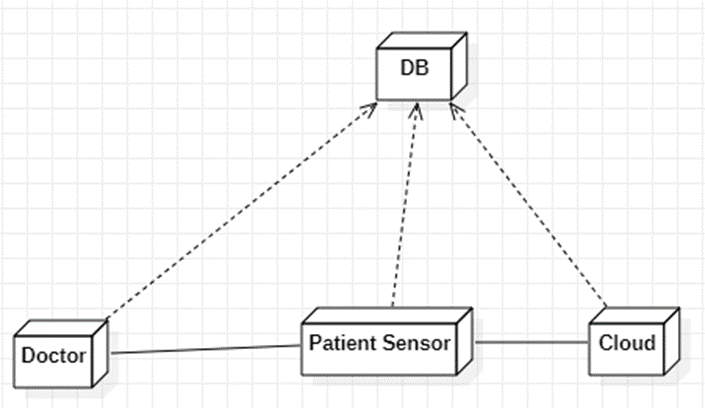 DB
Doctor
Patient Sensor
Cloud